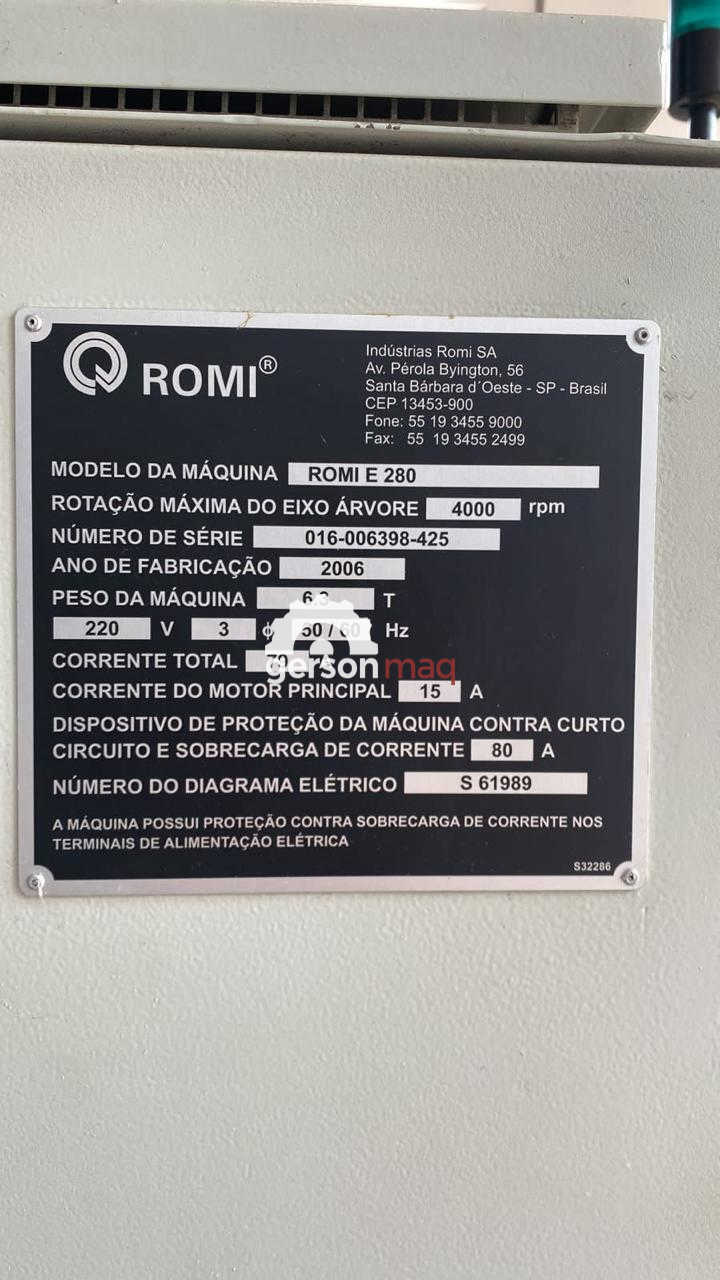 ROMI®
Indústrias Romi SA
Av. Pérola Byington, 56
Santa Bárbara d´Oeste - SP - Brasil
CEP 13453-900
Fone: 55 19 3455 9000
Fax: 55 19 3455 2499
MODELO DA MÁQUINA ROMI E 280
ROTAÇÃO MÁXIMA DO EIXO ÁRVORE 4000 rpm
NÚMERO DE SÉRIE 016-006398-425
ANO DE FABRICAÇÃO 2006
PESO DA MÁQUINA T
220 V 3 ϕ 50 / 60 Hz
CORRENTE TOTAL A
gersonmaq
CORRENTE DO MOTOR PRINCIPAL 15 A
DISPOSITIVO DE PROTEÇÃO DA MÁQUINA CONTRA CURTO
CIRCUITO E SOBRECARGA DE CORRENTE 80 A
NÚMERO DO DIAGRAMA ELÉTRICO S 61989
A MÁQUINA POSSUI PROTEÇÃO CONTRA SOBRECARGA DE CORRENTE NOS
TERMINAIS DE ALIMENTAÇÃO ELÉTRICA
S32286